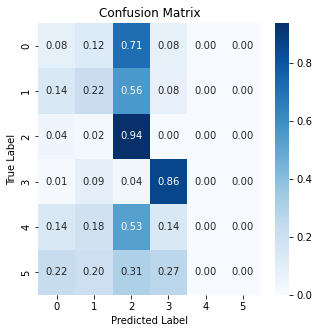 Confusion Matrix
0 0.08 0.12 0.71 0.08 0.00 0.00
1 0.14 0.22 0.56 0.08 0.00 0.00
2 0.04 0.02 0.94 0.00 0.00 0.00
3 0.01 0.09 0.04 0.86 0.00 0.00
4 0.14 0.18 0.53 0.14 0.00 0.00
5 0.22 0.20 0.31 0.27 0.00 0.00
0 1 2 3 4 5
Predicted Label
True Label
0.8
0.6
0.4
0.2
0.0